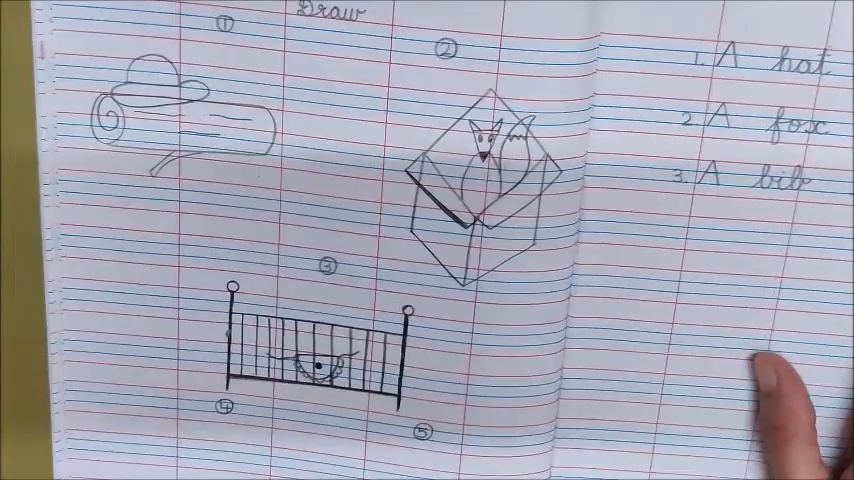 Draw
①
②
③
④
⑤
1. A hat
2. A fox
3. A bib